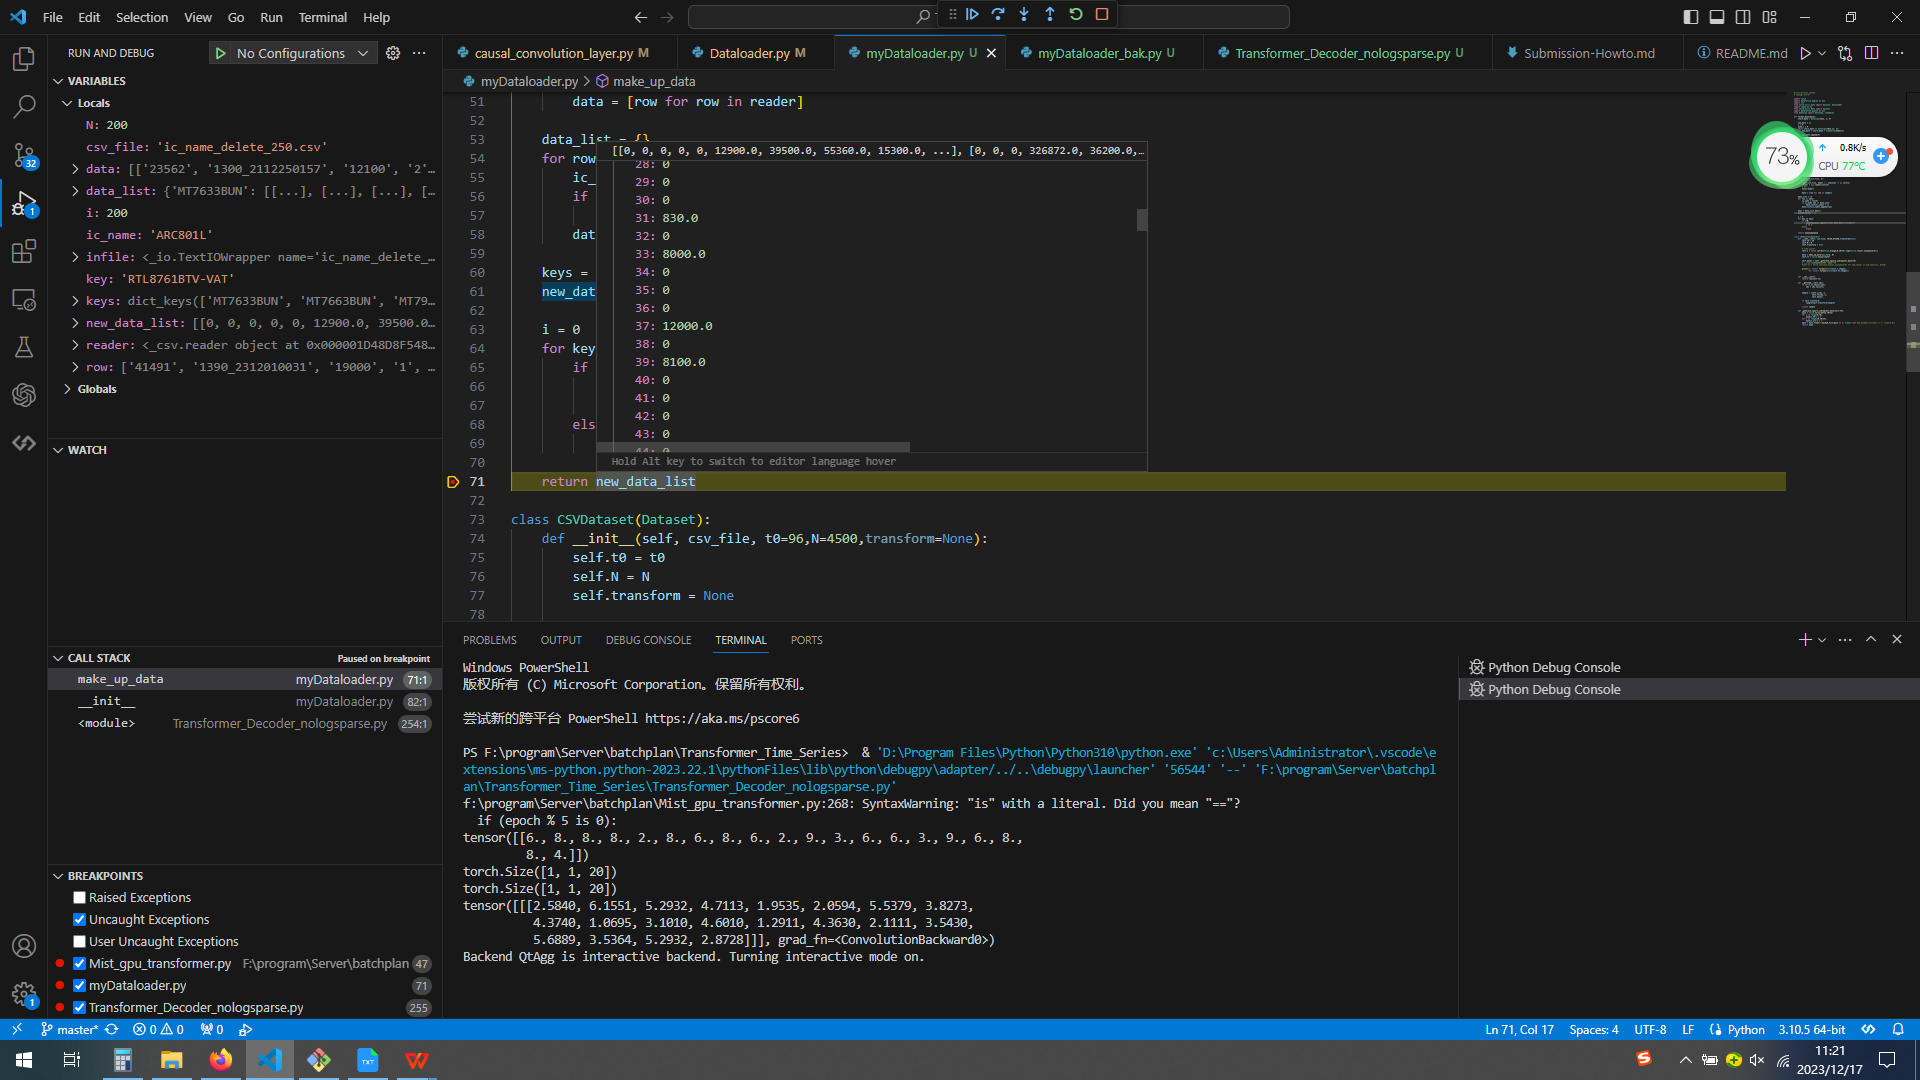 File Edit Selection View Go Run Terminal Help
RUN AND DEBUG
No Configurations
causal_convolution_layer.py M
Dataloader.py M
myDataloader.py U
myDataloader_bak.py U
Transformer_Decoder_nologsparse.py U
Submission-Howto.md
README.md
myDataloader.py > make_up_data
VARIABLES
Locals
N: 200
csv_file: 'ic_name_delete_250.csv'
data: [['23562', '1300_2112250157', '12100', '2'…
data_list: {'MT7633BUN': [[...], [...], [...], […
i: 200
ic_name: 'ARC801L'
infile: <_io.TextIOWrapper name='ic_name_delete_…
key: 'RTL8761BTV-VAT'
keys: dict_keys(['MT7633BUN', 'MT7663BUN', 'MT79…
new_data_list: [[0, 0, 0, 0, 0, 12900.0, 39500.0…
reader: <_csv.reader object at 0x000001D48D8F548…
row: ['41491', '1390_2312010031', '19000', '1', …
Globals
WATCH
CALL STACK
Paused on breakpoint
make_up_data myDataloader.py 71:1
__init__ myDataloader.py 82:1
<module> Transformer_Decoder_nologsparse.py 254:1
BREAKPOINTS
Raised Exceptions
Uncaught Exceptions
User Uncaught Exceptions
Mist_gpu_transformer.py F:\program\Server\batchplan 47
myDataloader.py 71
Transformer_Decoder_nologsparse.py 255
51 data = [row for row in reader]
52
53 data_list = {}
54 for row
55 ic_
56 if
57
58 dat
59
60 keys =
61 new_dat
62
63 i = 0
64 for key
65 if
66
67
68 els
69
70
71 return new_data_list
72
73 class CSVDataset(Dataset):
74 def __init__(self, csv_file, t0=96,N=4500,transform=None):
75 self.t0 = t0
76 self.N = N
77 self.transform = None
78
[[0, 0, 0, 0, 0, 12900.0, 39500.0, 55360.0, 15300.0, ...], [0, 0, 0, 326872.0, 36200.0,…
28: 0
29: 0
30: 0
31: 830.0
32: 0
33: 8000.0
34: 0
35: 0
36: 0
37: 12000.0
38: 0
39: 8100.0
40: 0
41: 0
42: 0
43: 0
44: 0
Hold Alt key to switch to editor language hover
73%
0.8K/s
CPU 77°C
PROBLEMS OUTPUT DEBUG CONSOLE TERMINAL PORTS
Windows PowerShell
版权所有 (C) Microsoft Corporation。保留所有权利。
尝试新的跨平台 PowerShell https://aka.ms/pscore6
PS F:\program\Server\batchplan\Transformer_Time_Series> & 'D:\Program Files\Python\Python310\python.exe' 'c:\Users\Administrator\.vscode\e
xtensions\ms-python.python-2023.22.1\pythonFiles\lib\python\debugpy\adapter/../..\debugpy\launcher' '56544' '--' 'F:\program\Server\batchpl
an\Transformer_Time_Series\Transformer_Decoder_nologsparse.py'
f:\program\Server\batchplan\Mist_gpu_transformer.py:268: SyntaxWarning: "is" with a literal. Did you mean "=="?
if (epoch % 5 is 0):
tensor([[6., 8., 8., 8., 2., 8., 6., 8., 6., 2., 9., 3., 6., 6., 3., 9., 6., 8.,
8., 4.]])
torch.Size([1, 1, 20])
torch.Size([1, 1, 20])
tensor([[[2.5840, 6.1551, 5.2932, 4.7113, 1.9535, 2.0594, 5.5379, 3.8273,
4.3740, 1.0695, 3.1010, 4.6010, 1.2911, 4.3630, 2.1111, 3.5430,
5.6889, 3.5364, 5.2932, 2.8728]]], grad_fn=<ConvolutionBackward0>)
Backend QtAgg is interactive backend. Turning interactive mode on.
Python Debug Console
Python Debug Console
32
1
1
master* 0 0 0
Ln 71, Col 17 Spaces: 4 UTF-8 LF Python 3.10.5 64-bit
TXT
11:21
2023/12/17